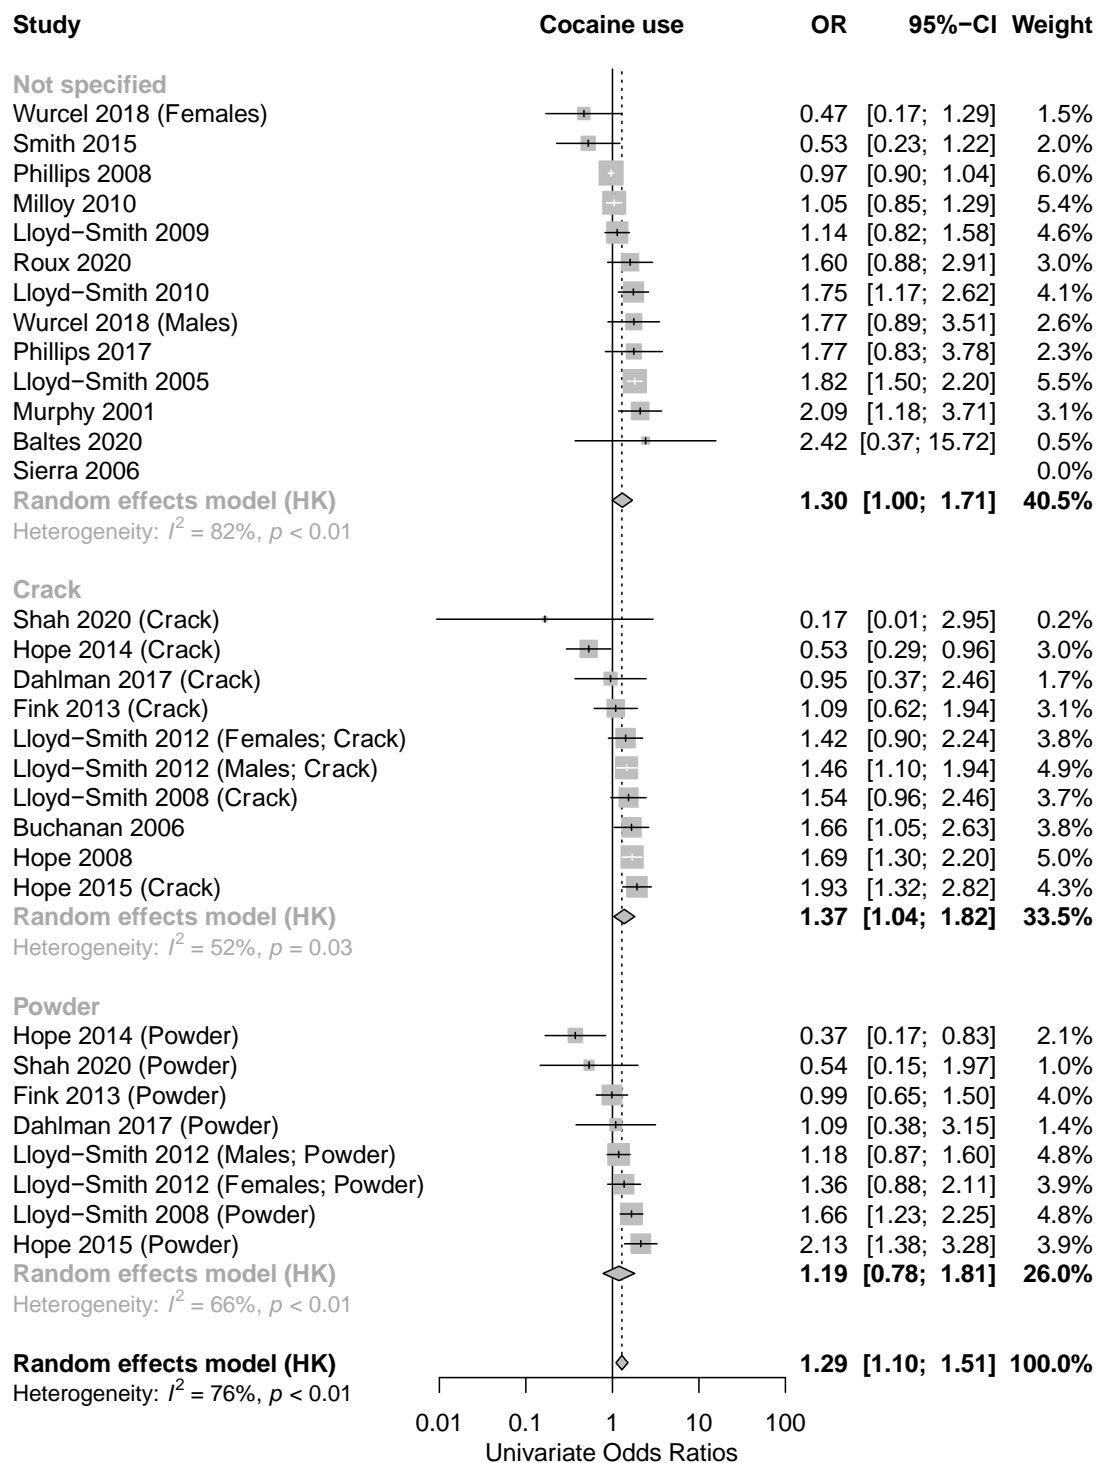 Study Cocaine use OR 95%−CI Weight
Not specified
Wurcel 2018 (Females) 0.47 [0.17; 1.29] 1.5%
Smith 2015 0.53 [0.23; 1.22] 2.0%
Phillips 2008 0.97 [0.90; 1.04] 6.0%
Milloy 2010 1.05 [0.85; 1.29] 5.4%
Lloyd−Smith 2009 1.14 [0.82; 1.58] 4.6%
Roux 2020 1.60 [0.88; 2.91] 3.0%
Lloyd−Smith 2010 1.75 [1.17; 2.62] 4.1%
Wurcel 2018 (Males) 1.77 [0.89; 3.51] 2.6%
Phillips 2017 1.77 [0.83; 3.78] 2.3%
Lloyd−Smith 2005 1.82 [1.50; 2.20] 5.5%
Murphy 2001 2.09 [1.18; 3.71] 3.1%
Baltes 2020 2.42 [0.37; 15.72] 0.5%
Sierra 2006 0.0%
Random effects model (HK) 1.30 [1.00; 1.71] 40.5%
Heterogeneity: I² = 82%, p < 0.01
Crack
Shah 2020 (Crack) 0.17 [0.01; 2.95] 0.2%
Hope 2014 (Crack) 0.53 [0.29; 0.96] 3.0%
Dahlman 2017 (Crack) 0.95 [0.37; 2.46] 1.7%
Fink 2013 (Crack) 1.09 [0.62; 1.94] 3.1%
Lloyd−Smith 2012 (Females; Crack) 1.42 [0.90; 2.24] 3.8%
Lloyd−Smith 2012 (Males; Crack) 1.46 [1.10; 1.94] 4.9%
Lloyd−Smith 2008 (Crack) 1.54 [0.96; 2.46] 3.7%
Buchanan 2006 1.66 [1.05; 2.63] 3.8%
Hope 2008 1.69 [1.30; 2.20] 5.0%
Hope 2015 (Crack) 1.93 [1.32; 2.82] 4.3%
Random effects model (HK) 1.37 [1.04; 1.82] 33.5%
Heterogeneity: I² = 52%, p = 0.03
Powder
Hope 2014 (Powder) 0.37 [0.17; 0.83] 2.1%
Shah 2020 (Powder) 0.54 [0.15; 1.97] 1.0%
Fink 2013 (Powder) 0.99 [0.65; 1.50] 4.0%
Dahlman 2017 (Powder) 1.09 [0.38; 3.15] 1.4%
Lloyd−Smith 2012 (Males; Powder) 1.18 [0.87; 1.60] 4.8%
Lloyd−Smith 2012 (Females; Powder) 1.36 [0.88; 2.11] 3.9%
Lloyd−Smith 2008 (Powder) 1.66 [1.23; 2.25] 4.8%
Hope 2015 (Powder) 2.13 [1.38; 3.28] 3.9%
Random effects model (HK) 1.19 [0.78; 1.81] 26.0%
Heterogeneity: I² = 66%, p < 0.01
Random effects model (HK) 1.29 [1.10; 1.51] 100.0%
Heterogeneity: I² = 76%, p < 0.01
0.01 0.1 1 10 100
Univariate Odds Ratios